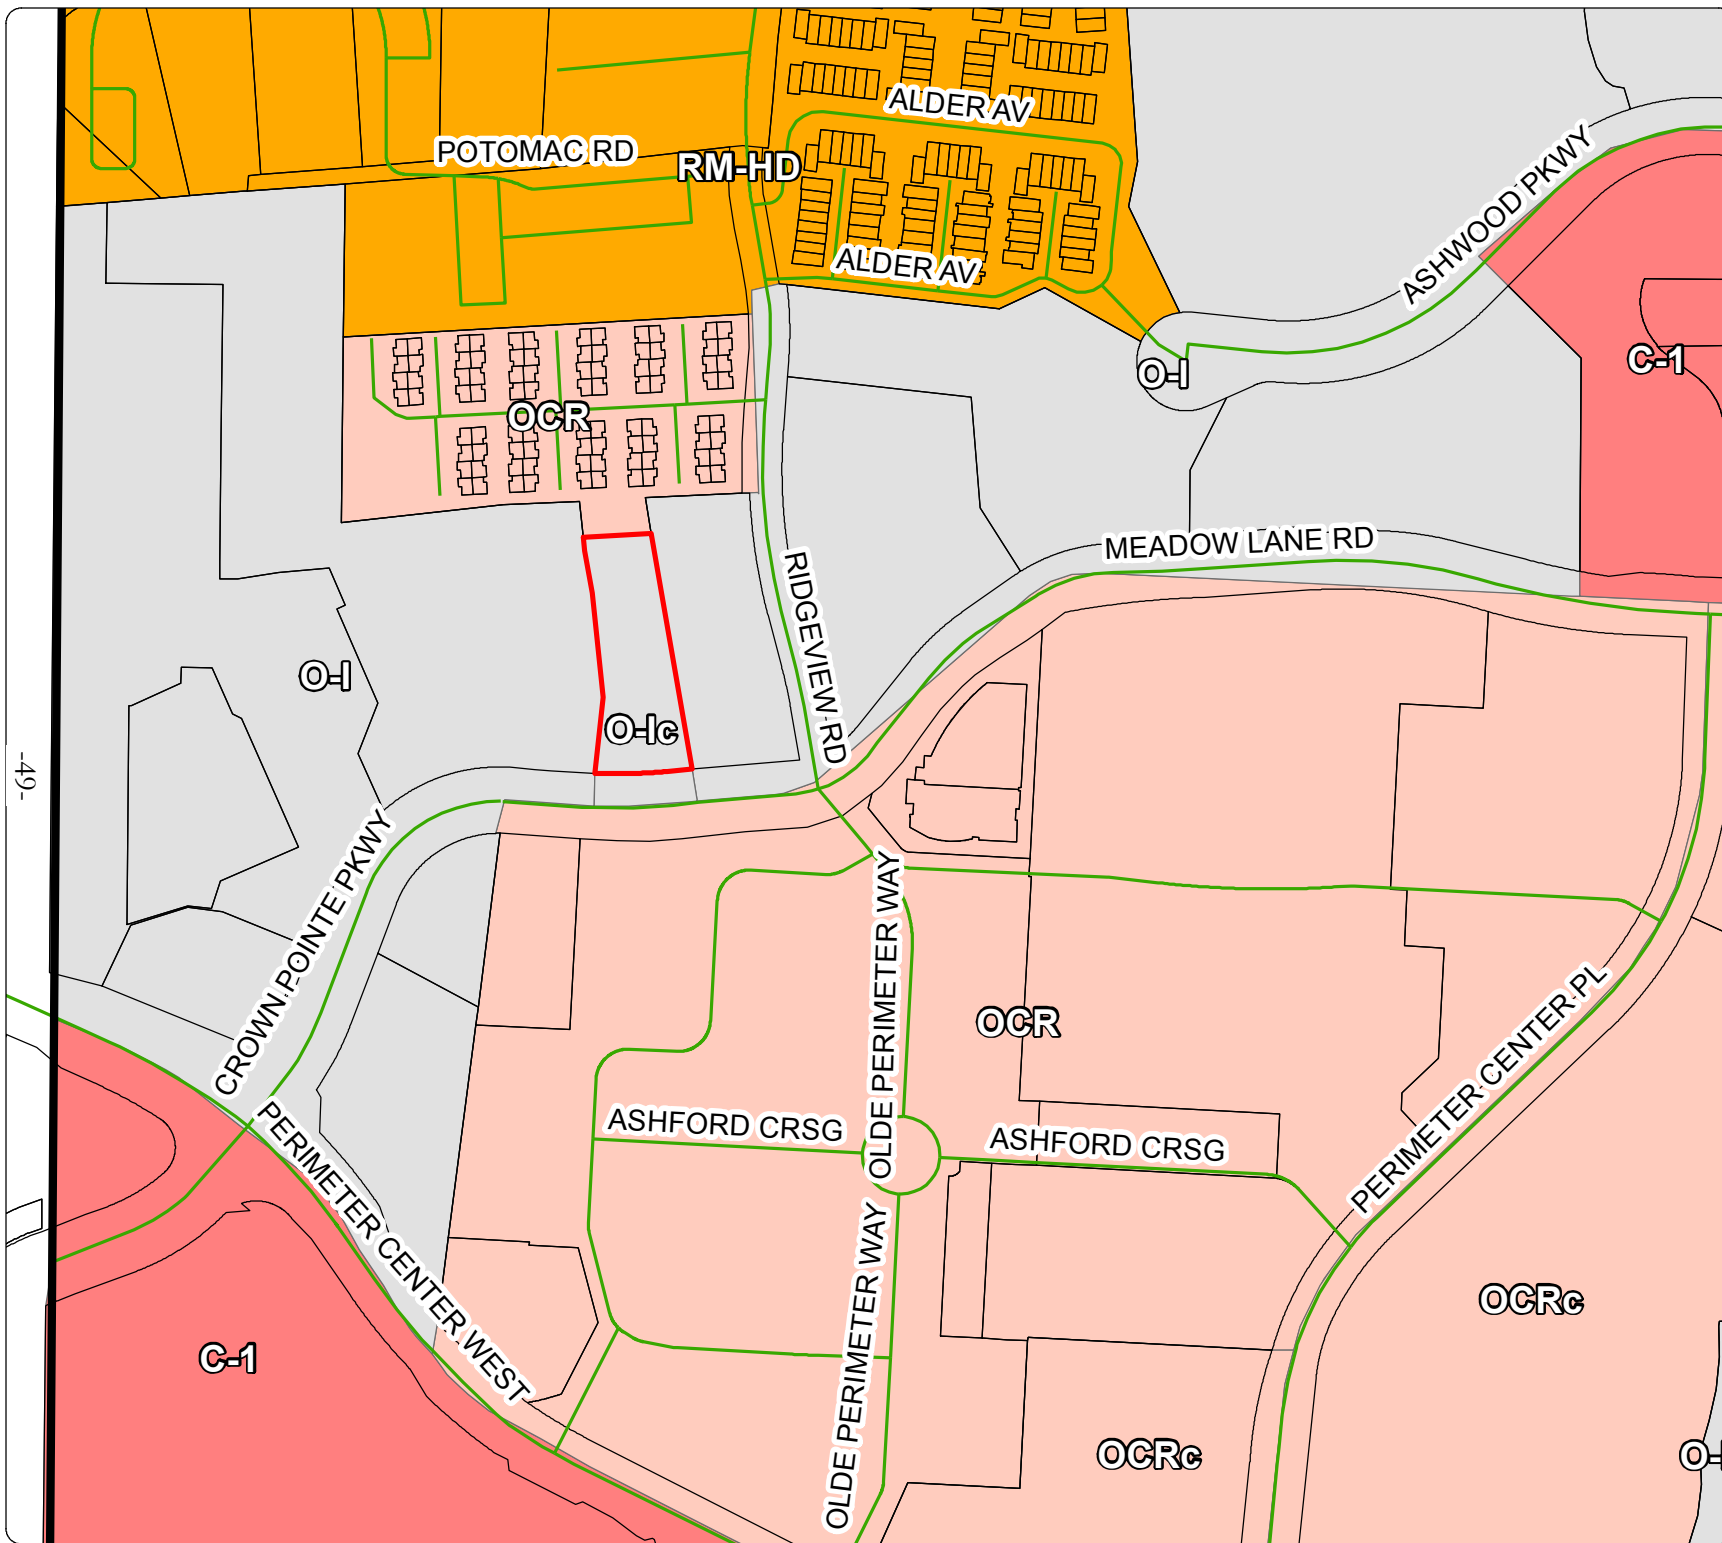 ALDER AV
POTOMAC RD
RM-HD
ASHWOOD PKWY
ALDER AV
C-1
O-I
OCR
MEADOW LANE RD
RIDGEVIEW RD
O-I
O-Ic
-49-
CROWN POINTE PKWY
OLDE PERIMETER WAY
OCR
PERIMETER CENTER PL
ASHFORD CRSG
ASHFORD CRSG
PERIMETER CENTER WEST
OLDE PERIMETER WAY
OCRc
C-1
OCRc